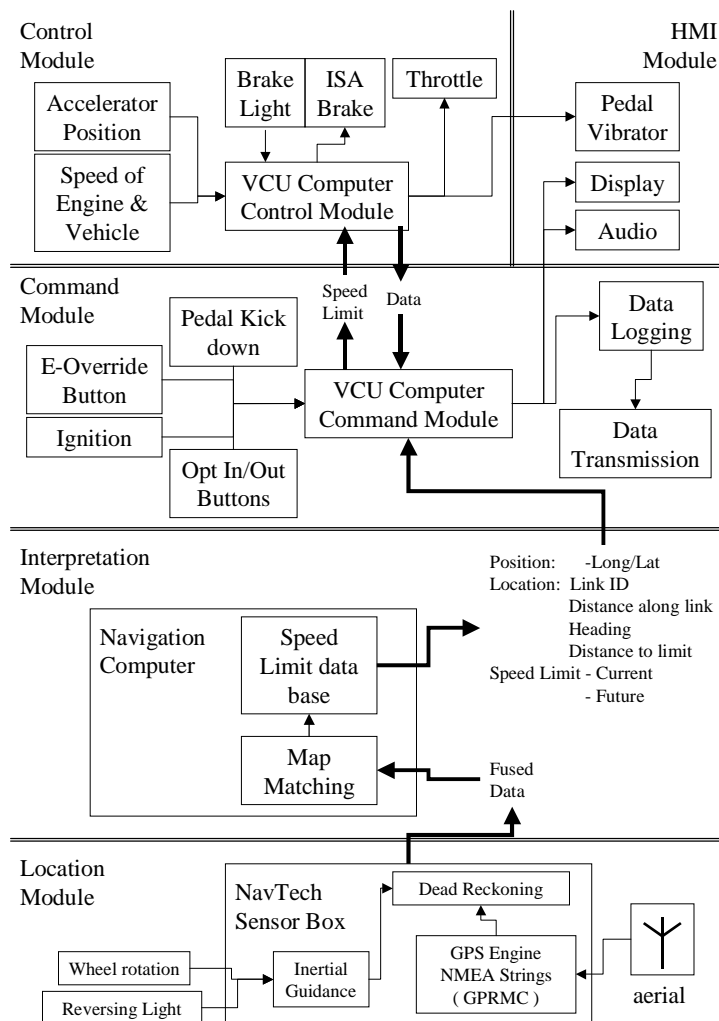 Control
Module
HMI
Module
Brake
Light
ISA
Brake
Throttle
Accelerator
Position
Pedal
Vibrator
Speed of
Engine &
Vehicle
VCU Computer
Control Module
Display
Audio
Command
Module
Speed
Limit
Data
Pedal Kick
down
Data
Logging
E-Override
Button
VCU Computer
Command Module
Ignition
Data
Transmission
Opt In/Out
Buttons
Interpretation
Module
Position: -Long/Lat
Location: Link ID
Distance along link
Heading
Distance to limit
Speed Limit - Current
- Future
Navigation
Computer
Speed
Limit data
base
Map
Matching
Fused
Data
Location
Module
NavTech
Sensor Box
Dead Reckoning
GPS Engine
NMEA Strings
( GPRMC )
Wheel rotation
Inertial
Guidance
Reversing Light
aerial